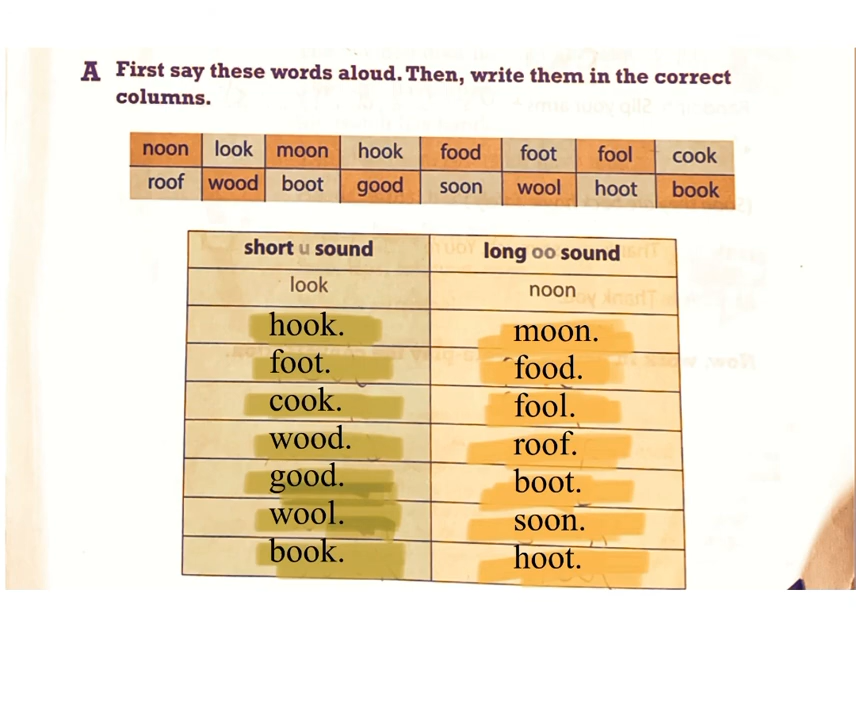 A First say these words aloud. Then, write them in the correct
columns.
noon look moon hook food foot fool cook
roof wood boot good soon wool hoot book
short u sound long oo sound
look noon
hook. moon.
foot. food.
cook. fool.
wood. roof.
good. boot.
wool. soon.
book. hoot.